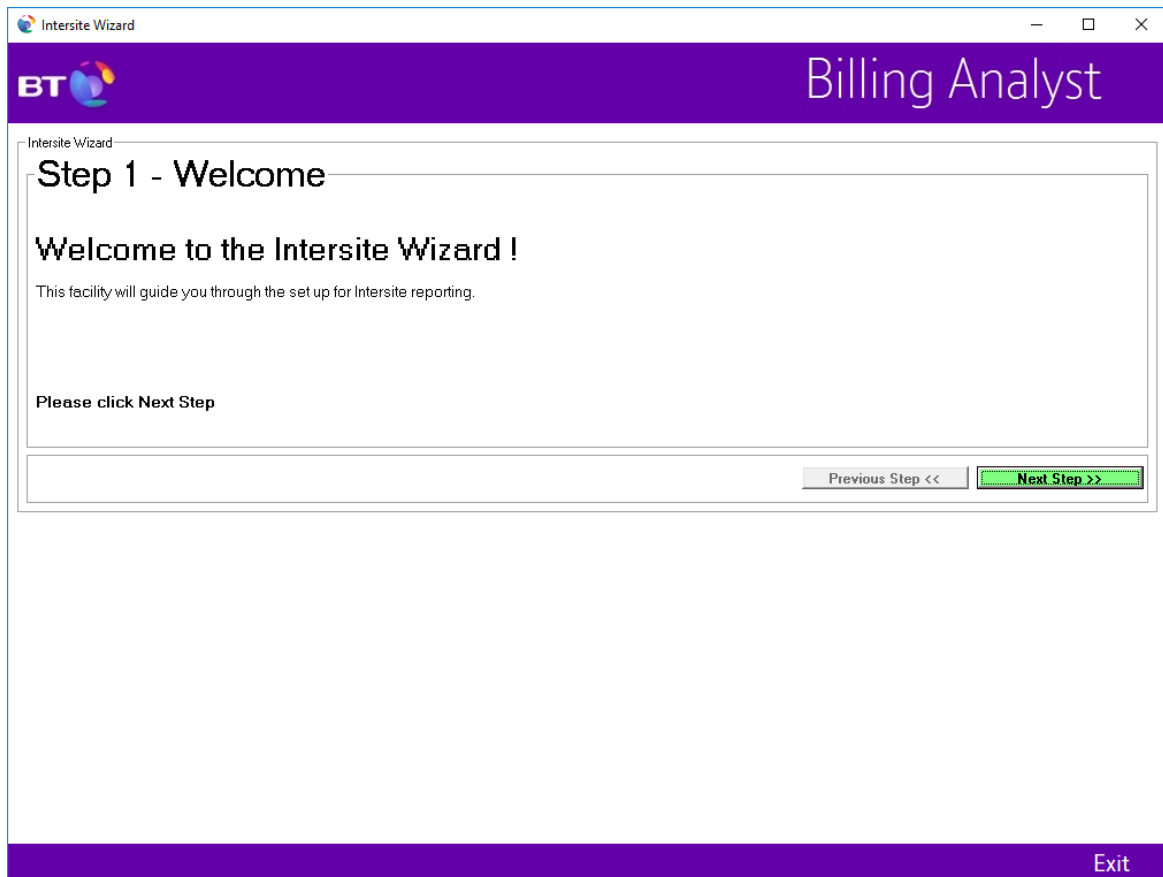 Intersite Wizard
BT
Billing Analyst
Intersite Wizard
Step 1 - Welcome
Welcome to the Intersite Wizard !
This facility will guide you through the set up for Intersite reporting.
Please click Next Step
Previous Step << Next Step >>
Exit